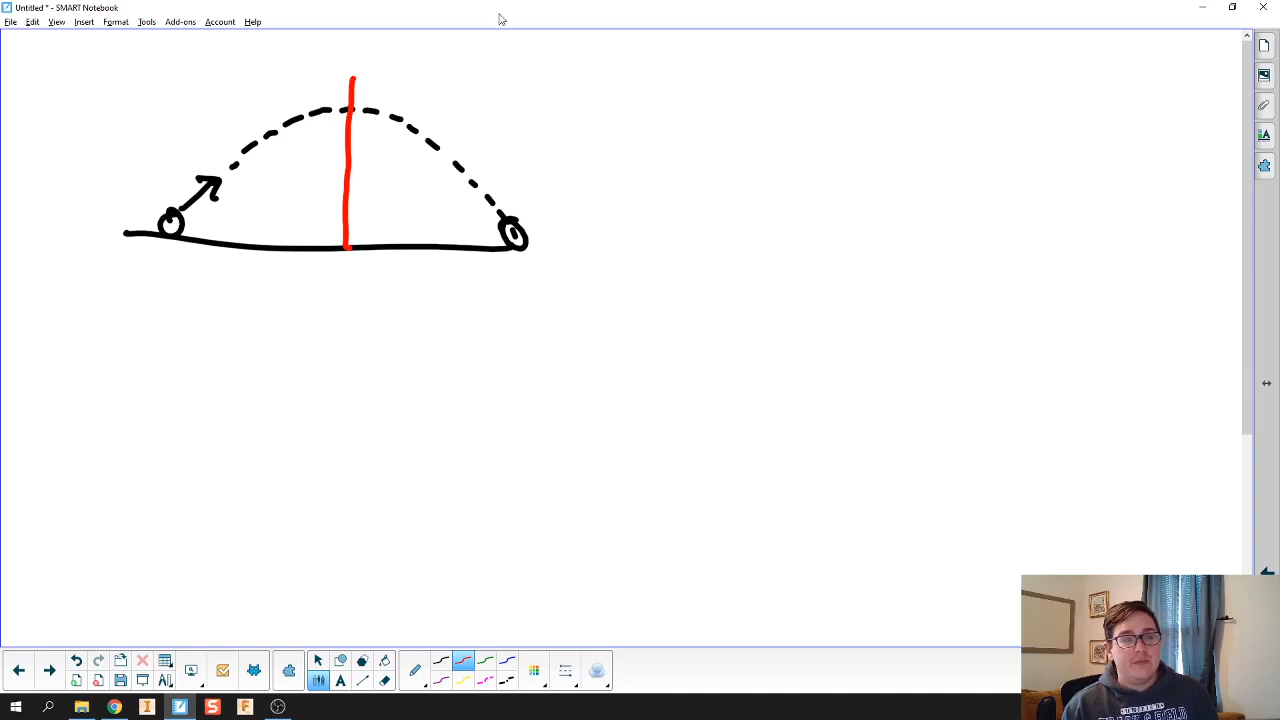 Untitled * - SMART Notebook
File Edit View Insert Format Tools Add-ons Account Help